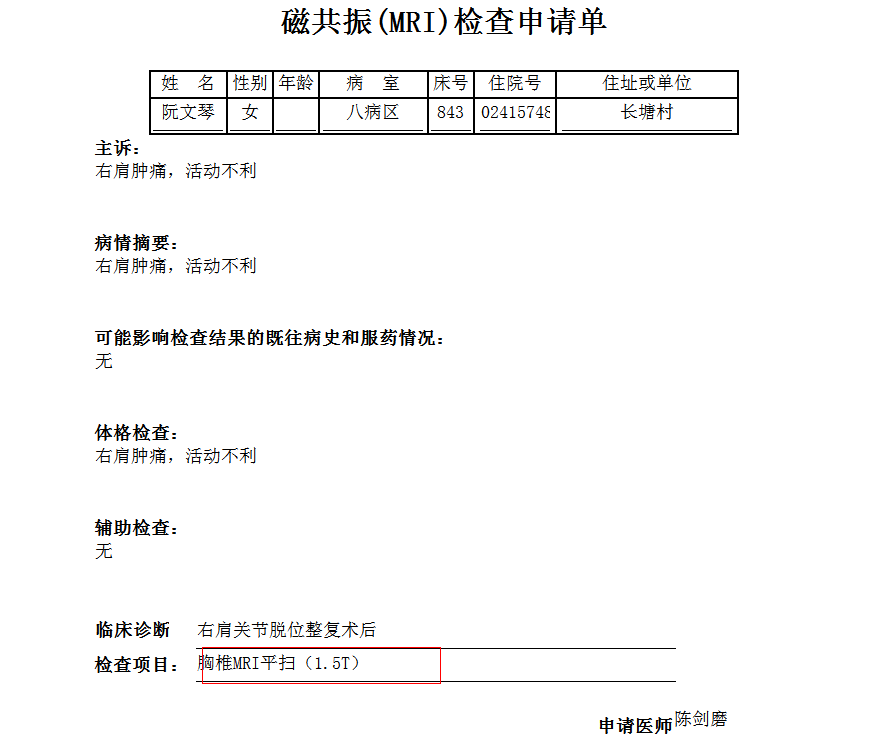 磁共振(MRI)检查申请单
姓 名 性别 年龄 病 室 床号 住院号 住址或单位
阮文琴 女 八病区 843 02415748 长塘村
主诉：
右肩肿痛，活动不利
病情摘要：
右肩肿痛，活动不利
可能影响检查结果的既往病史和服药情况：
无
体格检查：
右肩肿痛，活动不利
辅助检查：
无
临床诊断 右肩关节脱位整复术后
检查项目： 胸椎MRI平扫（1.5T）
申请医师 陈剑磨